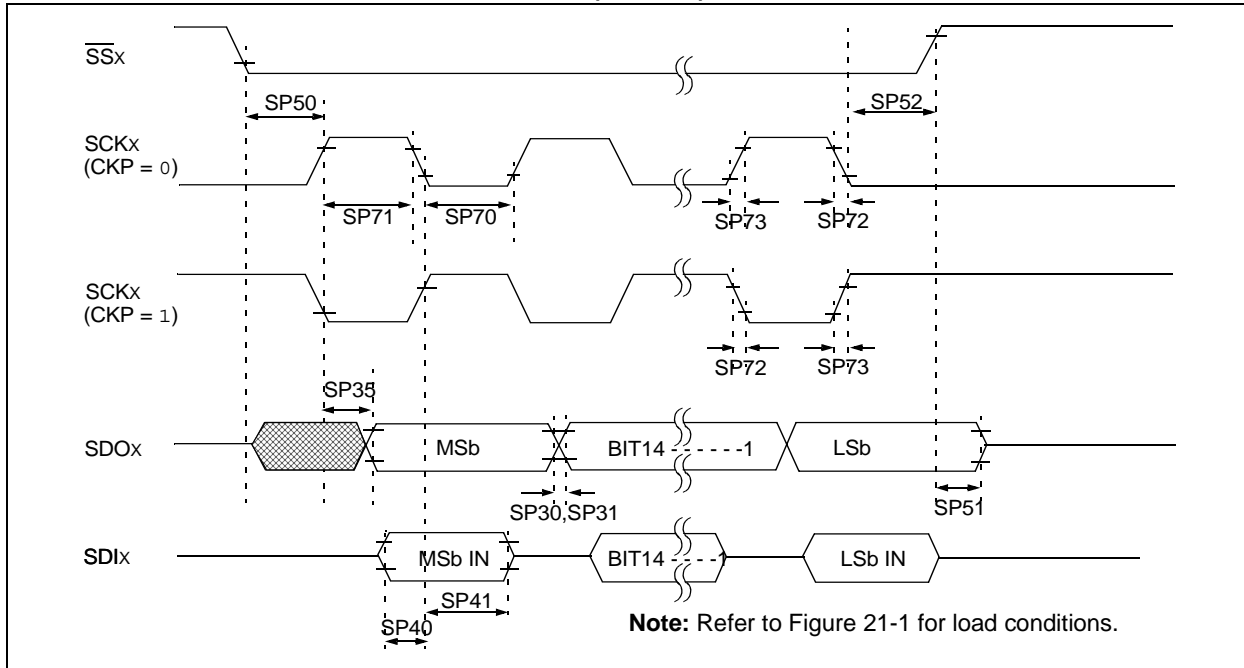 SSX
SP50
SP52
SCKX
(CKP = 0)
SP71
SP70
SP73
SP72
SCKX
(CKP = 1)
SP72
SP73
SP35
SDOX
MSb
BIT14 - - - - - -1
LSb
SP30,SP31
SP51
SDIX
MSb IN
BIT14 - - - -1
LSb IN
SP40
SP41
Note: Refer to Figure 21-1 for load conditions.